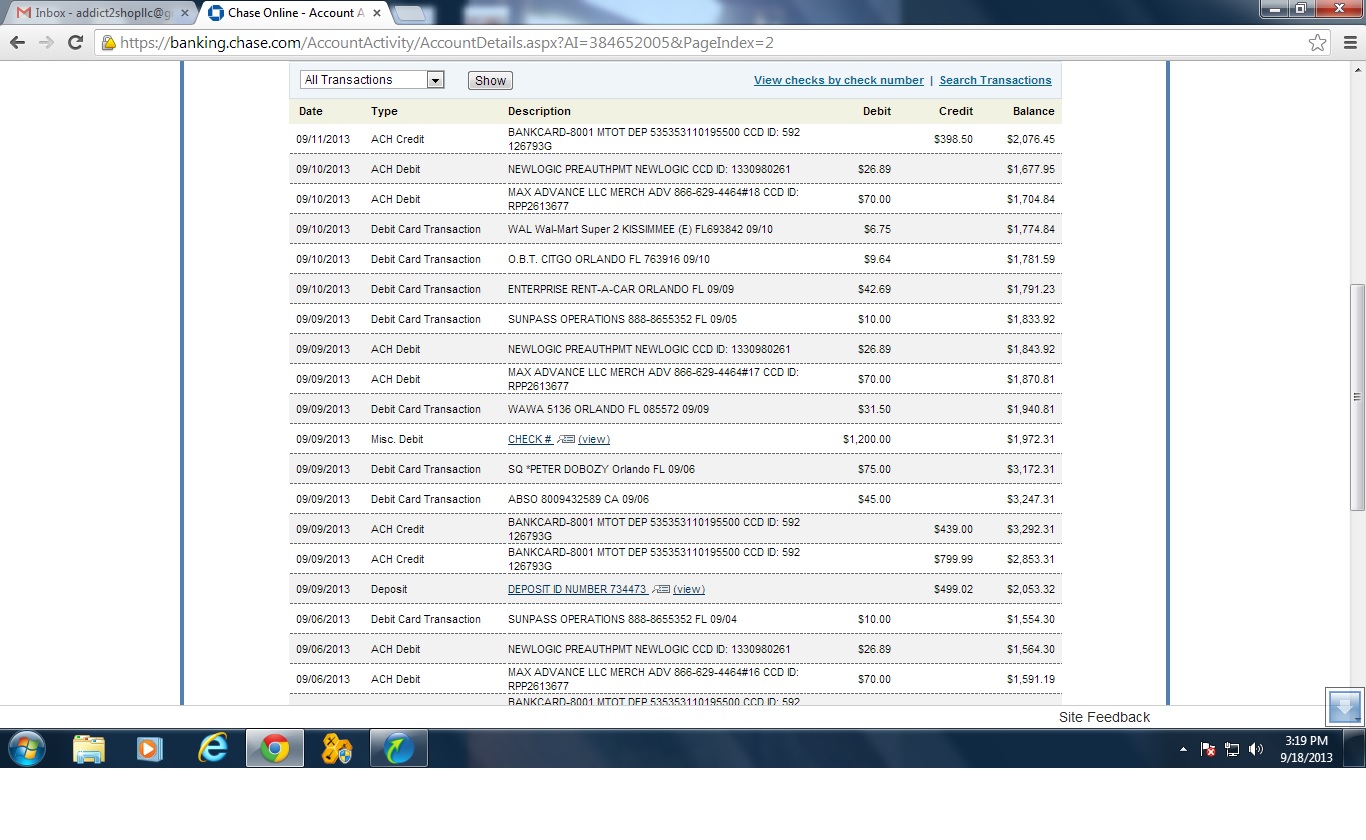 Inbox - addict2shopllc@g
Chase Online - Account A
https://banking.chase.com/AccountActivity/AccountDetails.aspx?AI=384652005&PageIndex=2
All Transactions Show View checks by check number | Search Transactions
Date Type Description Debit Credit Balance
09/11/2013 ACH Credit BANKCARD-8001 MTOT DEP 535353110195500 CCD ID: 592 $398.50 $2,076.45
126793G
09/10/2013 ACH Debit NEWLOGIC PREAUTHPMT NEWLOGIC CCD ID: 1330980261 $26.89 $1,677.95
09/10/2013 ACH Debit MAX ADVANCE LLC MERCH ADV 866-629-4464#18 CCD ID: $70.00 $1,704.84
RPP2613677
09/10/2013 Debit Card Transaction WAL Wal-Mart Super 2 KISSIMMEE (E) FL693842 09/10 $6.75 $1,774.84
09/10/2013 Debit Card Transaction O.B.T. CITGO ORLANDO FL 763916 09/10 $9.64 $1,781.59
09/10/2013 Debit Card Transaction ENTERPRISE RENT-A-CAR ORLANDO FL 09/09 $42.69 $1,791.23
09/09/2013 Debit Card Transaction SUNPASS OPERATIONS 888-8655352 FL 09/05 $10.00 $1,833.92
09/09/2013 ACH Debit NEWLOGIC PREAUTHPMT NEWLOGIC CCD ID: 1330980261 $26.89 $1,843.92
09/09/2013 ACH Debit MAX ADVANCE LLC MERCH ADV 866-629-4464#17 CCD ID: $70.00 $1,870.81
RPP2613677
09/09/2013 Debit Card Transaction WAWA 5136 ORLANDO FL 085572 09/09 $31.50 $1,940.81
09/09/2013 Misc. Debit CHECK # (view) $1,200.00 $1,972.31
09/09/2013 Debit Card Transaction SQ *PETER DOBOZY Orlando FL 09/06 $75.00 $3,172.31
09/09/2013 Debit Card Transaction ABSO 8009432589 CA 09/06 $45.00 $3,247.31
09/09/2013 ACH Credit BANKCARD-8001 MTOT DEP 535353110195500 CCD ID: 592 $439.00 $3,292.31
126793G
09/09/2013 ACH Credit BANKCARD-8001 MTOT DEP 535353110195500 CCD ID: 592 $799.99 $2,853.31
126793G
09/09/2013 Deposit DEPOSIT ID NUMBER 734473 (view) $499.02 $2,053.32
09/06/2013 Debit Card Transaction SUNPASS OPERATIONS 888-8655352 FL 09/04 $10.00 $1,554.30
09/06/2013 ACH Debit NEWLOGIC PREAUTHPMT NEWLOGIC CCD ID: 1330980261 $26.89 $1,564.30
09/06/2013 ACH Debit MAX ADVANCE LLC MERCH ADV 866-629-4464#16 CCD ID: $70.00 $1,591.19
RPP2613677
BANKCARD-8001 MTOT DEP 535353110195500 CCD ID: 592
Site Feedback
3:19 PM
9/18/2013